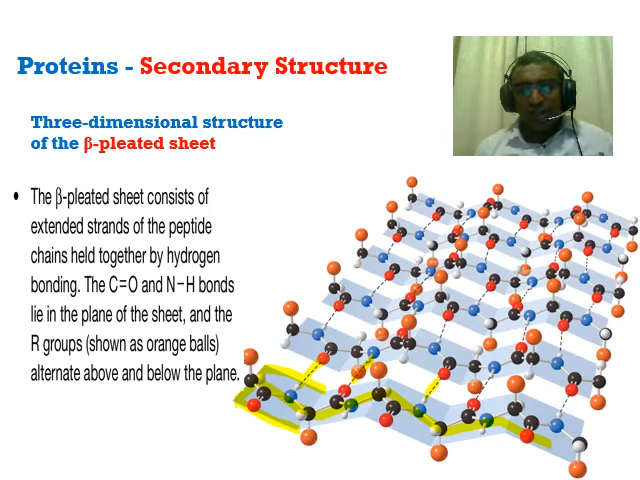 Proteins - Secondary Structure
Three-dimensional structure
of the β-pleated sheet
• The β-pleated sheet consists of
extended strands of the peptide
chains held together by hydrogen
bonding. The C=O and N–H bonds
lie in the plane of the sheet, and the
R groups (shown as orange balls)
alternate above and below the plane.